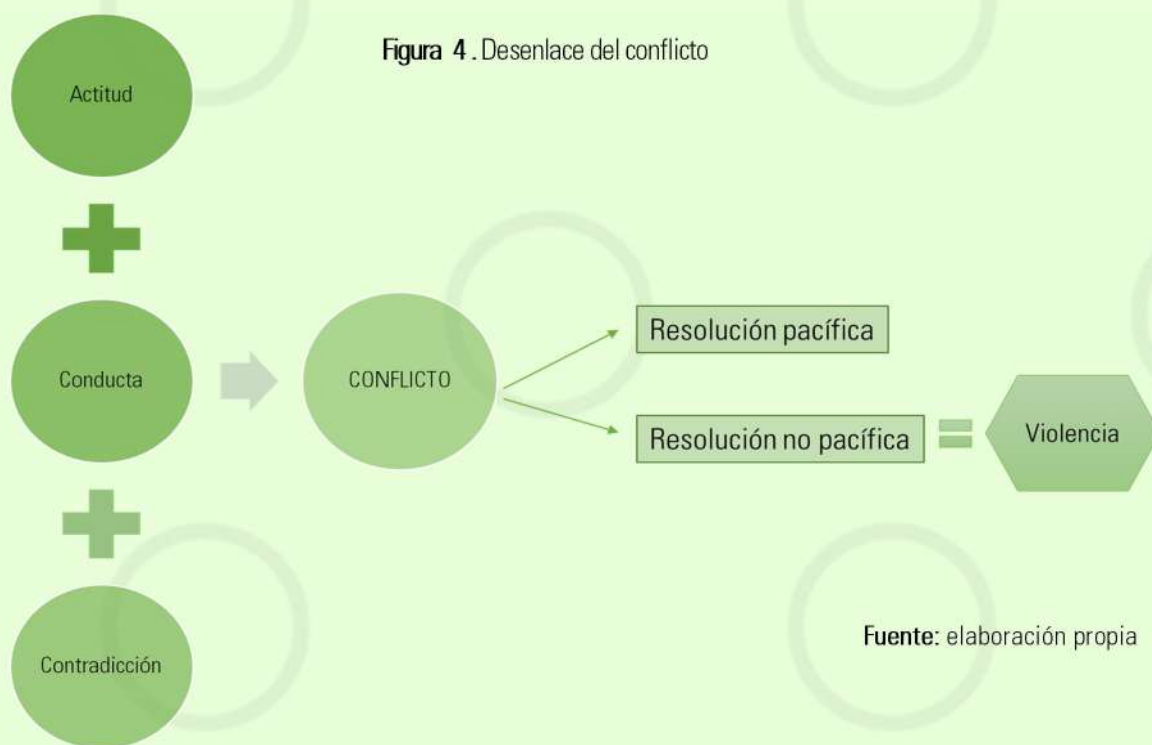 Figura 4. Desenlace del conflicto
Actitud
Conducta
Contradicción
CONFLICTO
Resolución pacífica
Resolución no pacífica
Violencia
Fuente: elaboración propia